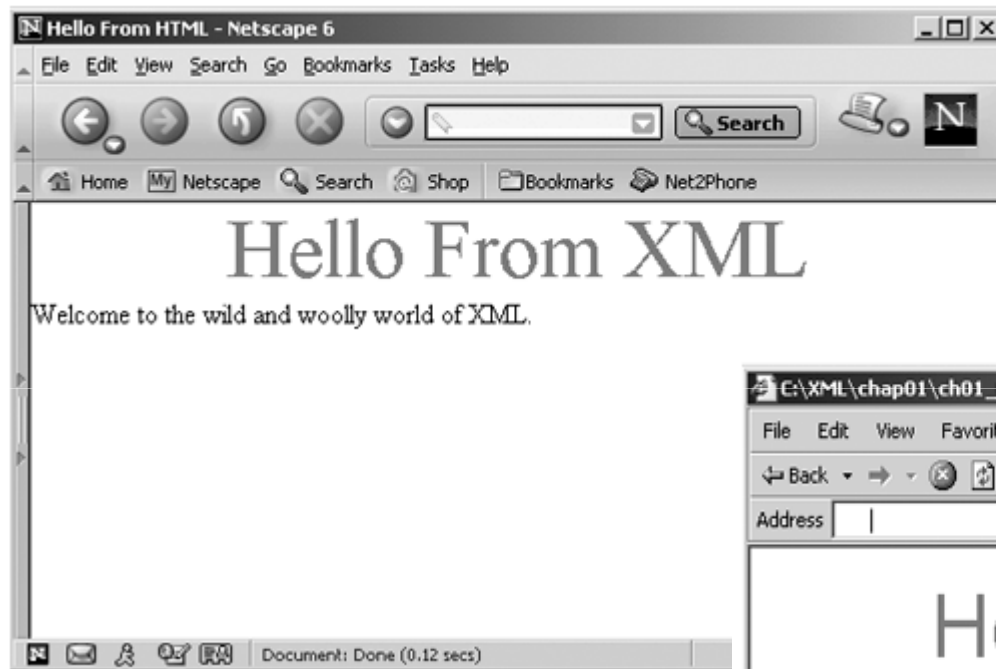 N Hello From HTML - Netscape 6
File Edit View Search Go Bookmarks Tasks Help
Search N
Home My Netscape Search Shop Bookmarks Net2Phone
Hello From XML
Welcome to the wild and woolly world of XML.
N Document: Done (0.12 secs)
C:\XML\chap01\ch01_
File Edit View Favorit
Back
Address
H